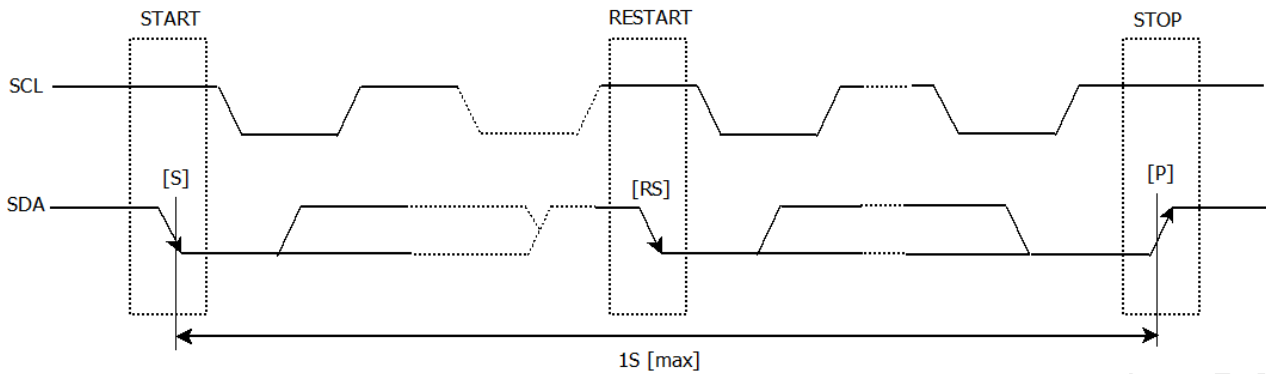 START RESTART STOP
SCL
[S] [RS] [P]
SDA
1S [max]